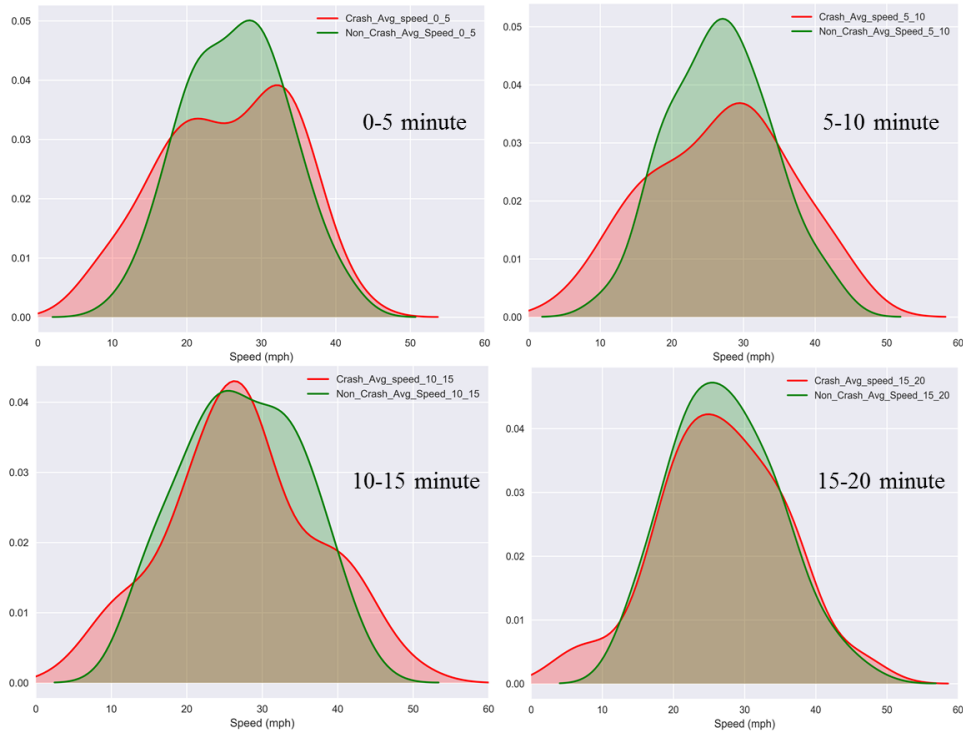 0.05
0.04
0.03
0.02
0.01
0.00
Crash_Avg_speed_0_5
Non_Crash_Avg_Speed_0_5
0-5 minute
0 10 20 30 40 50 60
Speed (mph)
0.05
0.04
0.03
0.02
0.01
0.00
Crash_Avg_speed_5_10
Non_Crash_Avg_Speed_5_10
5-10 minute
0 10 20 30 40 50 60
Speed (mph)
0.04
0.03
0.02
0.01
0.00
Crash_Avg_speed_10_15
Non_Crash_Avg_Speed_10_15
10-15 minute
0 10 20 30 40 50 60
Speed (mph)
0.04
0.03
0.02
0.01
0.00
Crash_Avg_speed_15_20
Non_Crash_Avg_Speed_15_20
15-20 minute
0 10 20 30 40 50 60
Speed (mph)